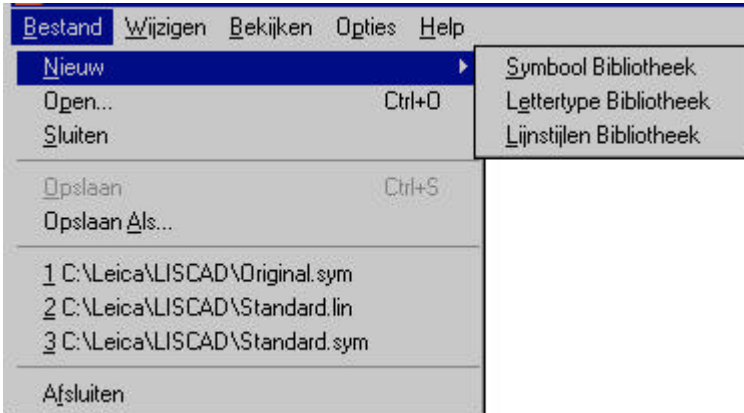 Bestand Wijzigen Bekijken Opties Help
Nieuw
Symbool Bibliotheek
Lettertype Bibliotheek
Lijnstijlen Bibliotheek
Open... Ctrl+O
Sluiten
Opslaan Ctrl+S
Opslaan Als...
1 C:\Leica\LISCAD\Original.sym
2 C:\Leica\LISCAD\Standard.lin
3 C:\Leica\LISCAD\Standard.sym
Afsluiten